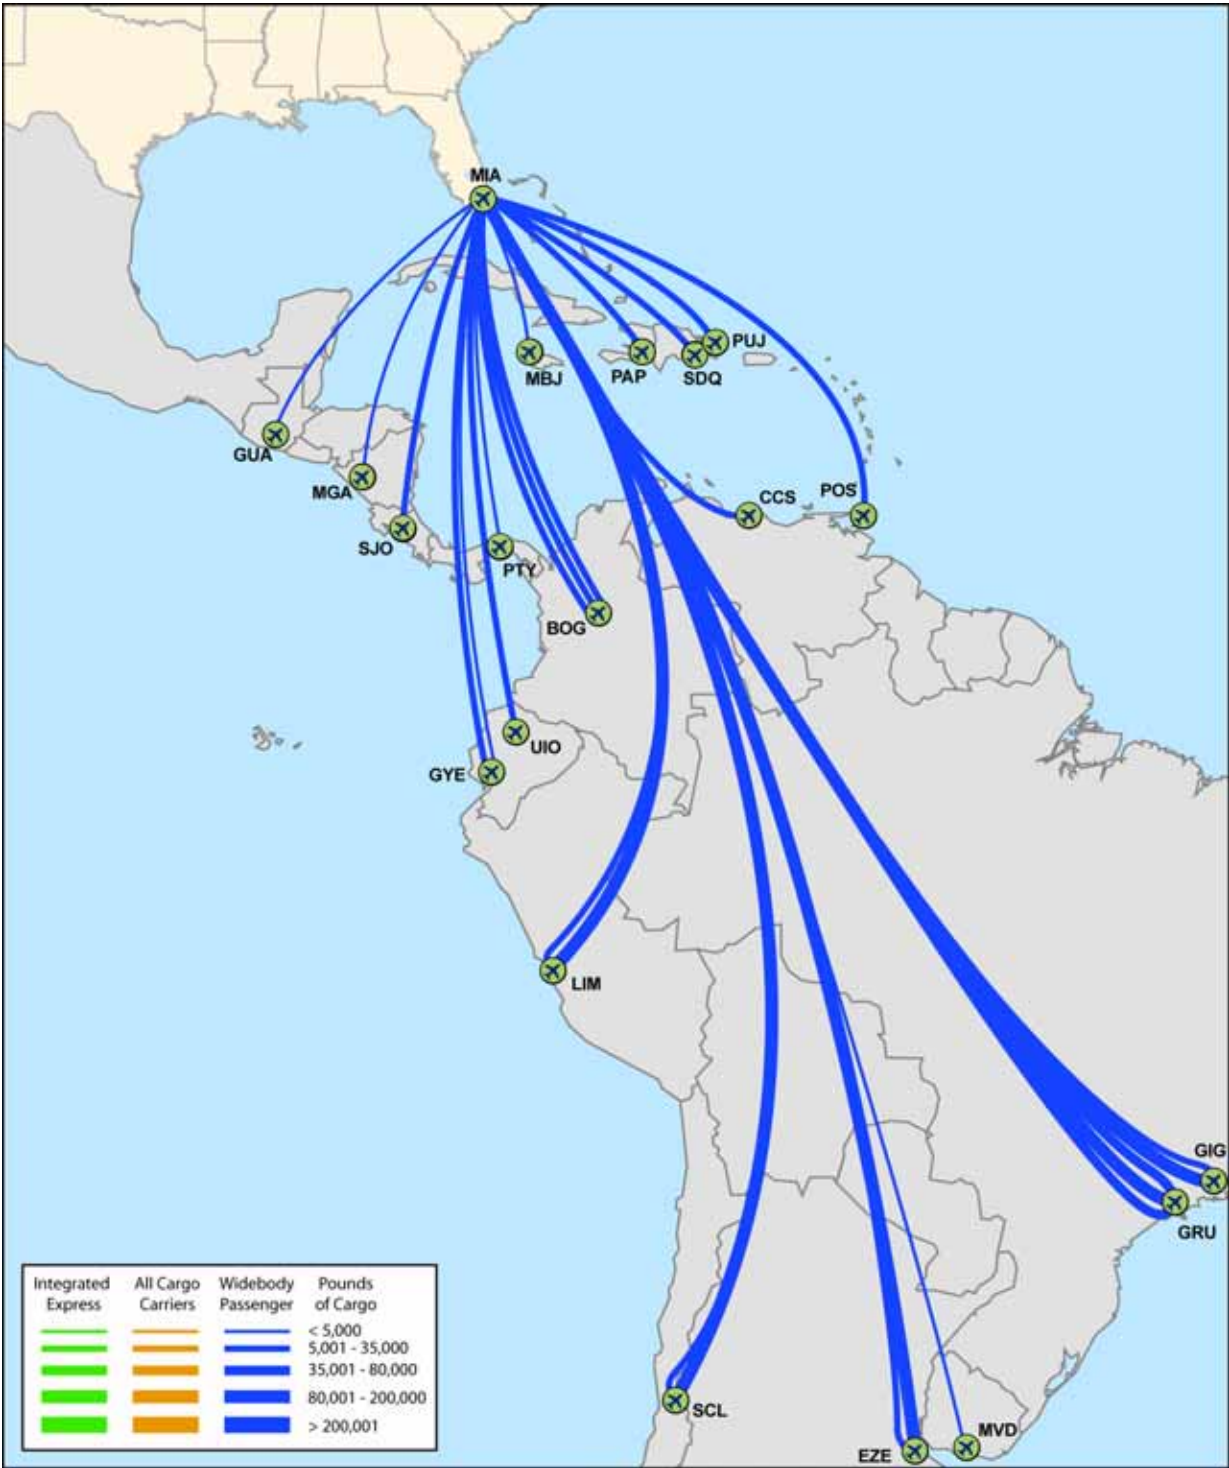 MIA
PUJ
MBJ
PAP
SDQ
GUA
MGA
CCS
POS
SJO
PTY
BOG
UIO
GYE
LIM
GIG
GRU
SCL
MVD
EZE
Integrated Express
All Cargo Carriers
Widebody Passenger
Pounds of Cargo
< 5,000
5,001 - 35,000
35,001 - 80,000
80,001 - 200,000
> 200,001